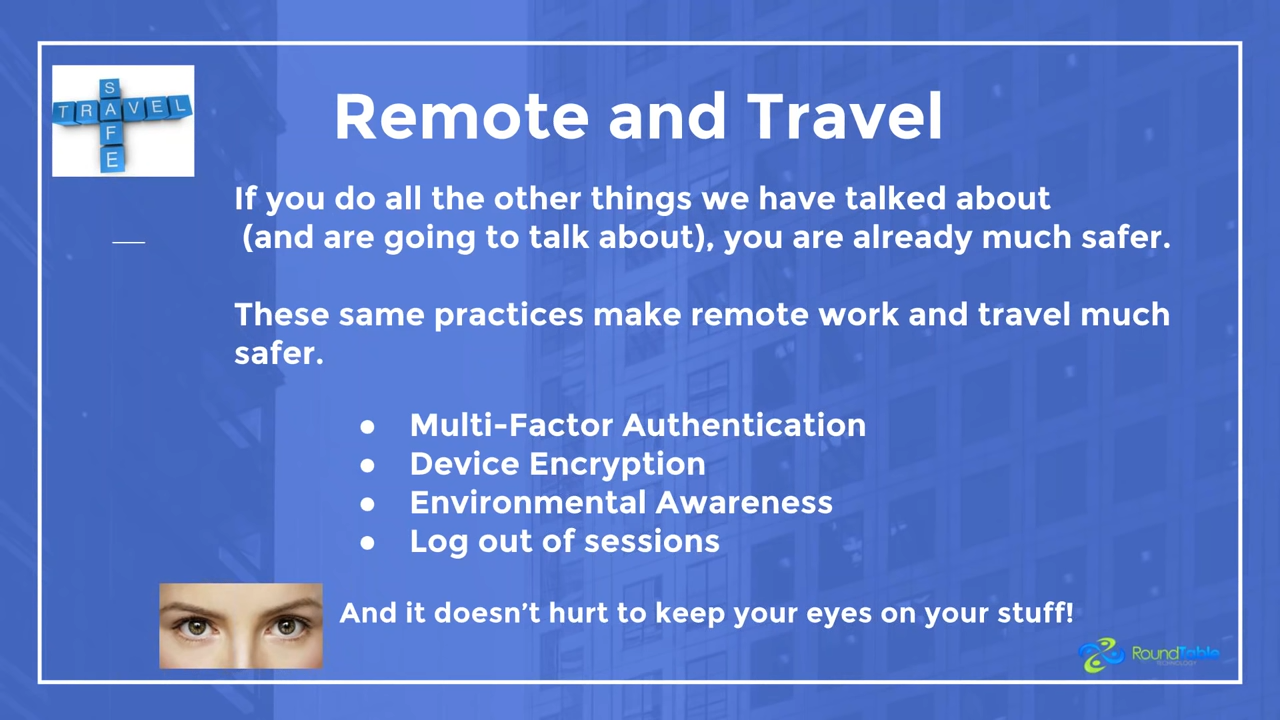 SAFE
TRAVEL
Remote and Travel
If you do all the other things we have talked about
(and are going to talk about), you are already much safer.
These same practices make remote work and travel much
safer.
● Multi-Factor Authentication
● Device Encryption
● Environmental Awareness
● Log out of sessions
And it doesn’t hurt to keep your eyes on your stuff!
RoundTable
TECHNOLOGY